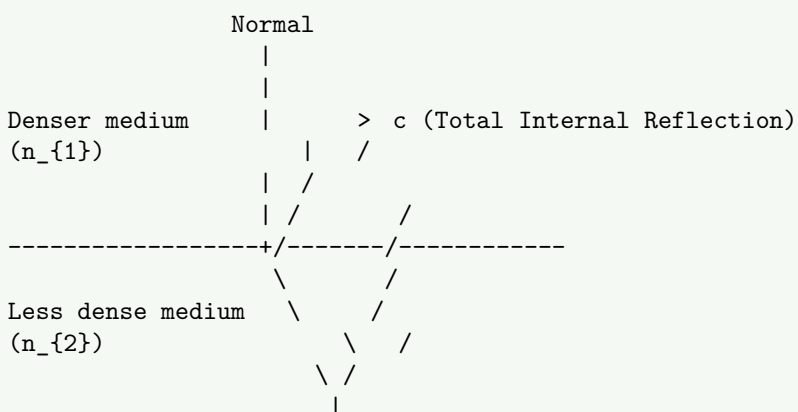 Normal
|
|
Denser medium | > c (Total Internal Reflection)
(n_{1}) | /
| /
| / /
------------------+/-------/------------
\ /
Less dense medium \ /
(n_{2}) \ /
\ /
|